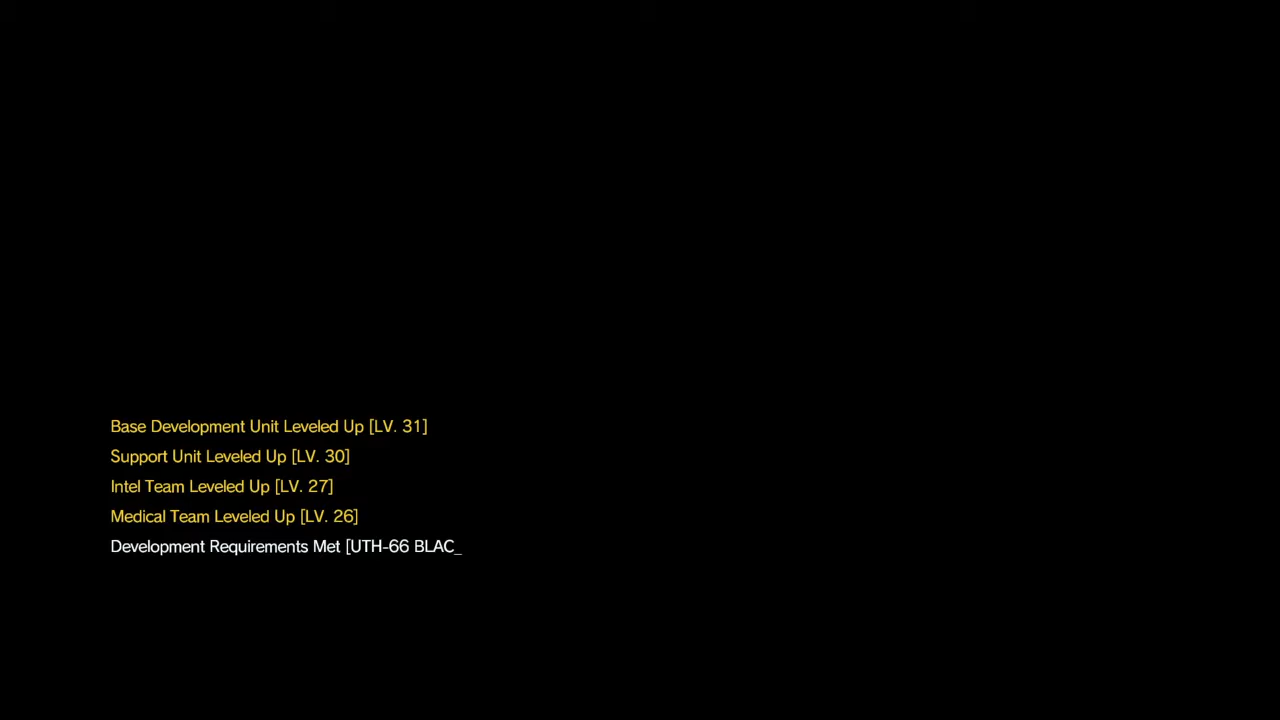 Base Development Unit Leveled Up [LV. 31]
Support Unit Leveled Up [LV. 30]
Intel Team Leveled Up [LV. 27]
Medical Team Leveled Up [LV. 26]
Development Requirements Met [UTH-66 BLAC_